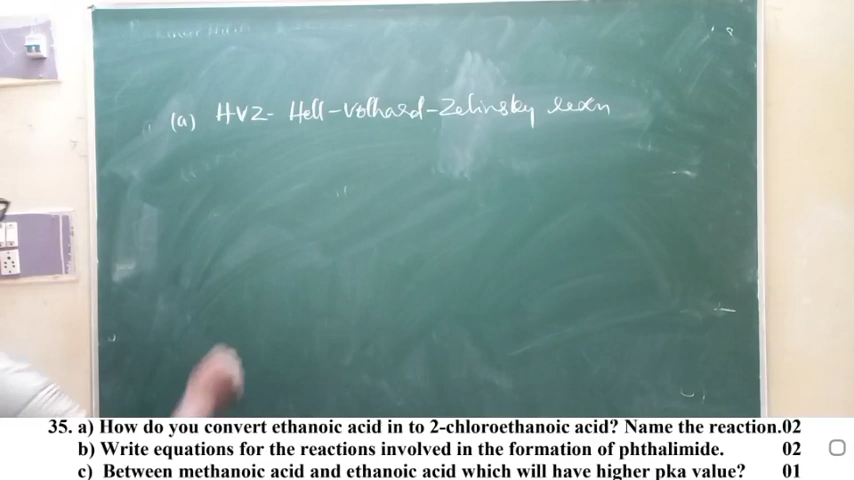 (a) HVZ- Hell-Volhard-Zelinsky reaxn
35. a) How do you convert ethanoic acid in to 2-chloroethanoic acid? Name the reaction.02
b) Write equations for the reactions involved in the formation of phthalimide. 02
c) Between methanoic acid and ethanoic acid which will have higher pka value? 01